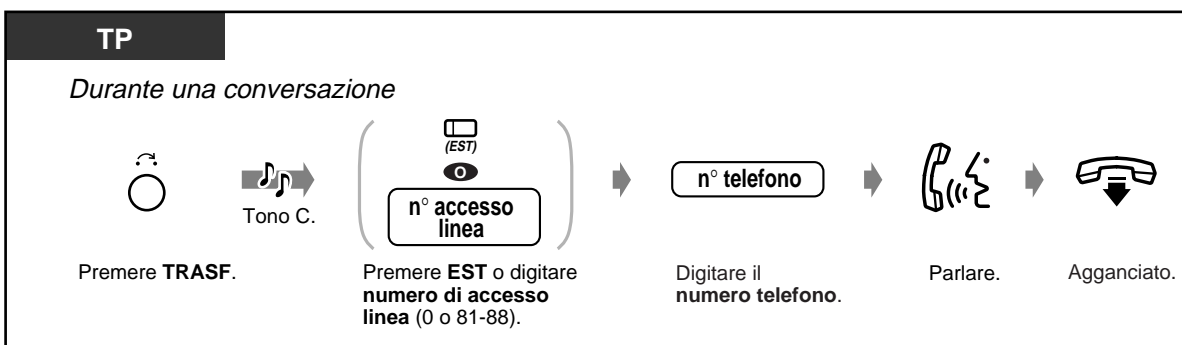 TP
Durante una conversazione
(EST)
O
n° accesso
linea
n° telefono
Tono C.
Premere TRASF.
Premere EST o digitare
numero di accesso
linea (0 o 81-88).
Digitare il
numero telefono.
Parlare.
Agganciato.